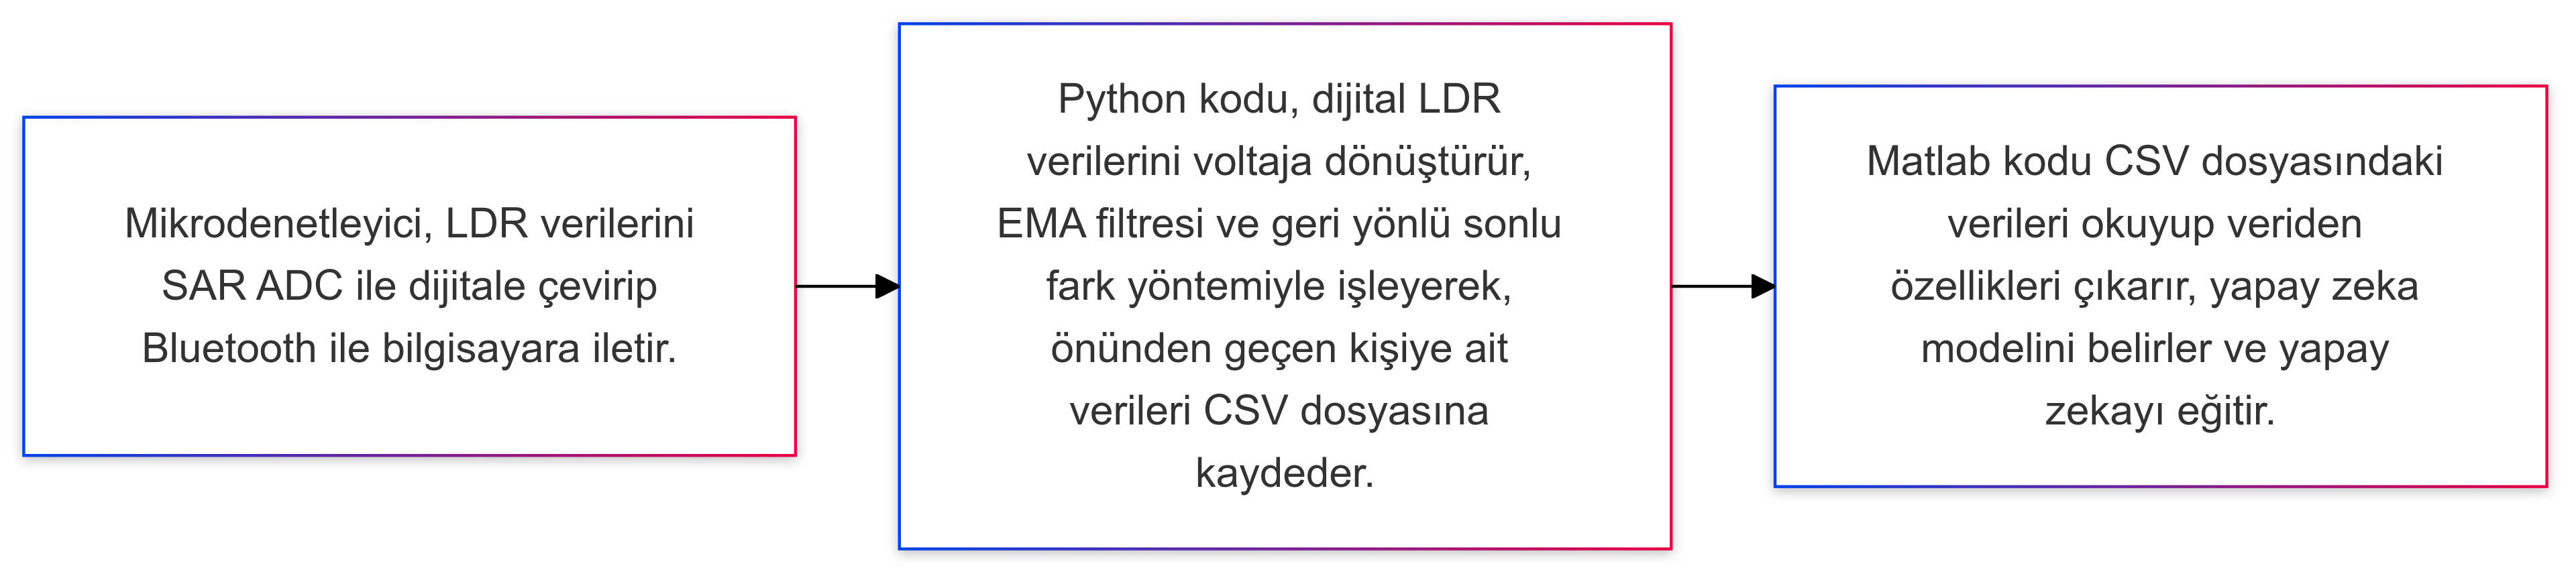 Mikrodenetleyici, LDR verilerini
SAR ADC ile dijitale çevirip
Bluetooth ile bilgisayara iletir.
Python kodu, dijital LDR
verilerini voltaja dönüştürür,
EMA filtresi ve geri yönlü sonlu
fark yöntemiyle işleyerek,
önünden geçen kişiye ait
verileri CSV dosyasına
kaydeder.
Matlab kodu CSV dosyasındaki
verileri okuyup veriden
özellikleri çıkarır, yapay zeka
modelini belirler ve yapay
zekayı eğitir.